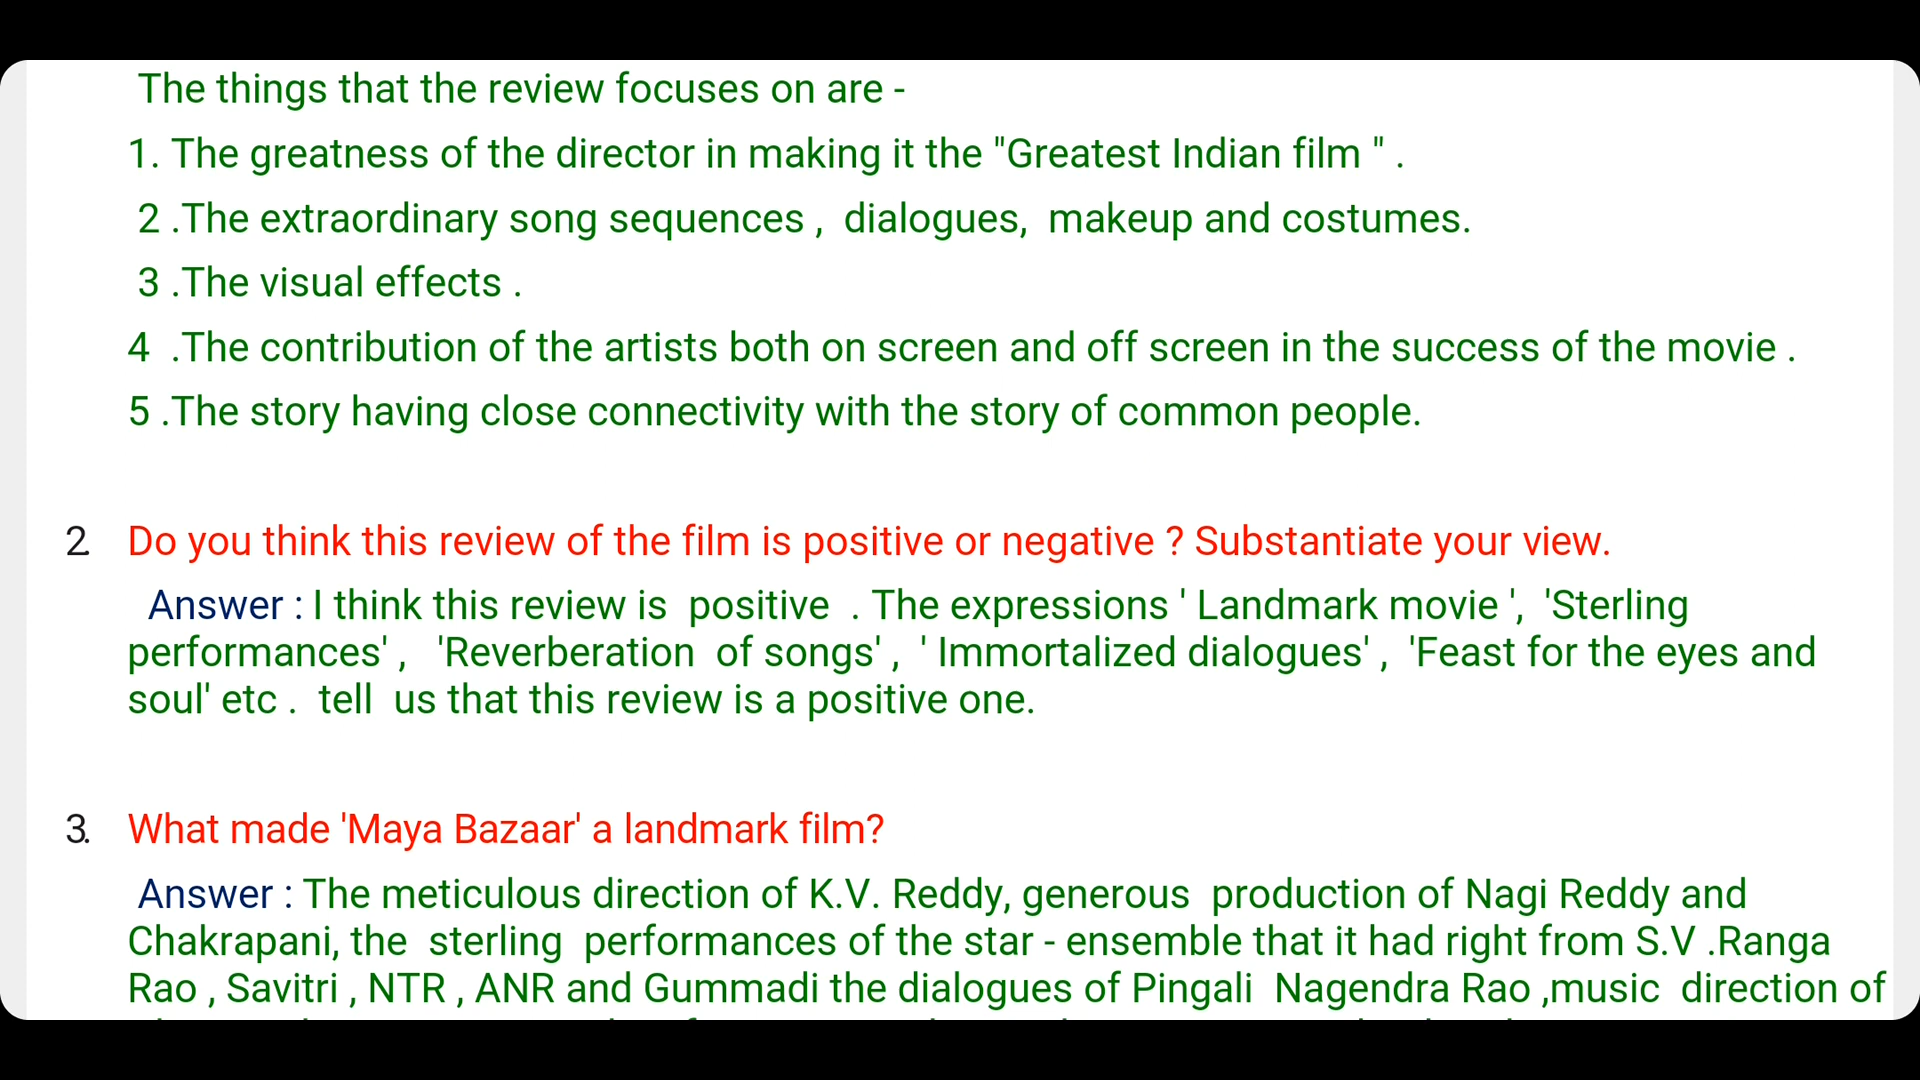 The things that the review focuses on are -
1. The greatness of the director in making it the "Greatest Indian film " .
2 .The extraordinary song sequences , dialogues, makeup and costumes.
3 .The visual effects .
4 .The contribution of the artists both on screen and off screen in the success of the movie .
5 .The story having close connectivity with the story of common people.
2. Do you think this review of the film is positive or negative ? Substantiate your view.
Answer : I think this review is positive . The expressions ' Landmark movie ', 'Sterling
performances' , 'Reverberation of songs' , ' Immortalized dialogues' , 'Feast for the eyes and
soul' etc . tell us that this review is a positive one.
3. What made 'Maya Bazaar' a landmark film?
Answer : The meticulous direction of K.V. Reddy, generous production of Nagi Reddy and
Chakrapani, the sterling performances of the star - ensemble that it had right from S.V .Ranga
Rao , Savitri , NTR , ANR and Gummadi the dialogues of Pingali Nagendra Rao ,music direction of